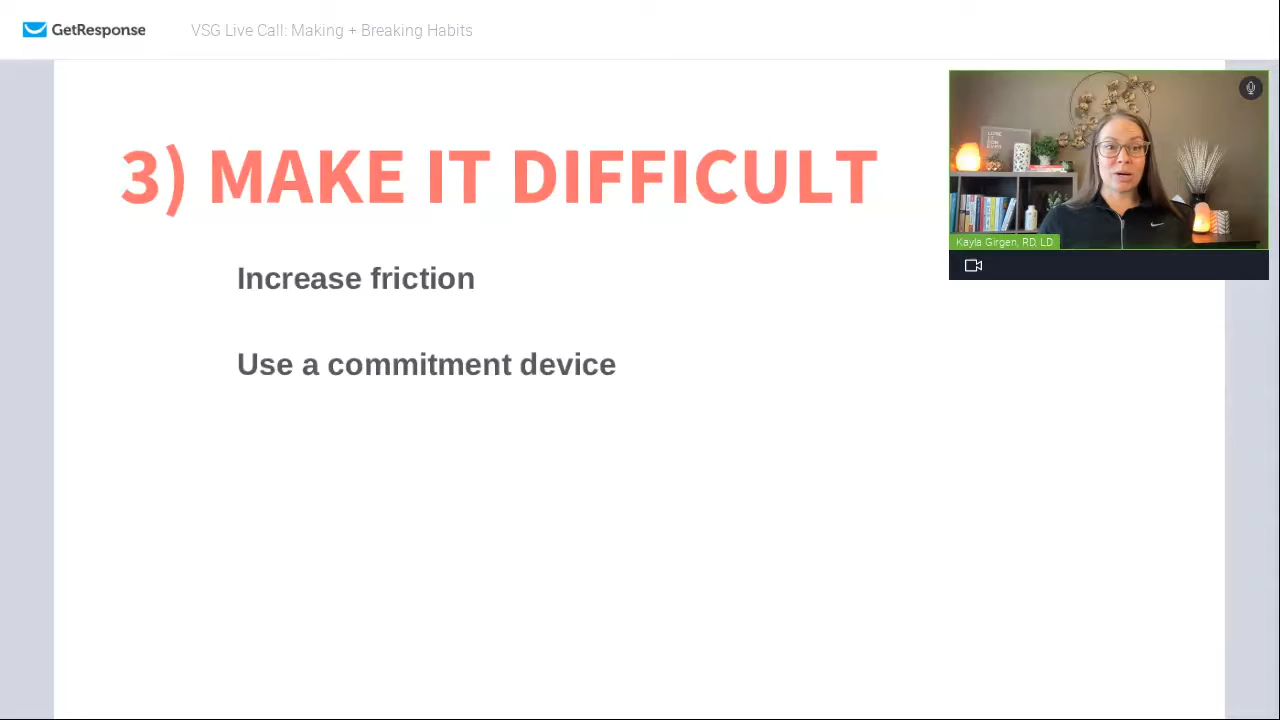 GetResponse
VSG Live Call: Making + Breaking Habits
3) MAKE IT DIFFICULT
Increase friction
Use a commitment device
Kayla Girgen, RD, LD